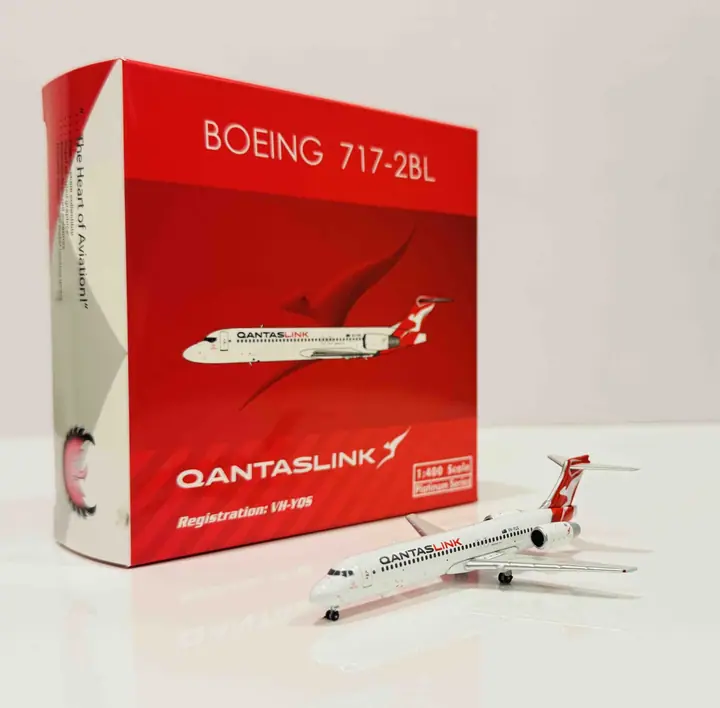 BOEING 717-2BL
"The Heart of Aviation!"
QANTASLINK
QANTASLINK
1:400 Scale
Platinum Series
Registration: VH-YQS
QANTASLINK